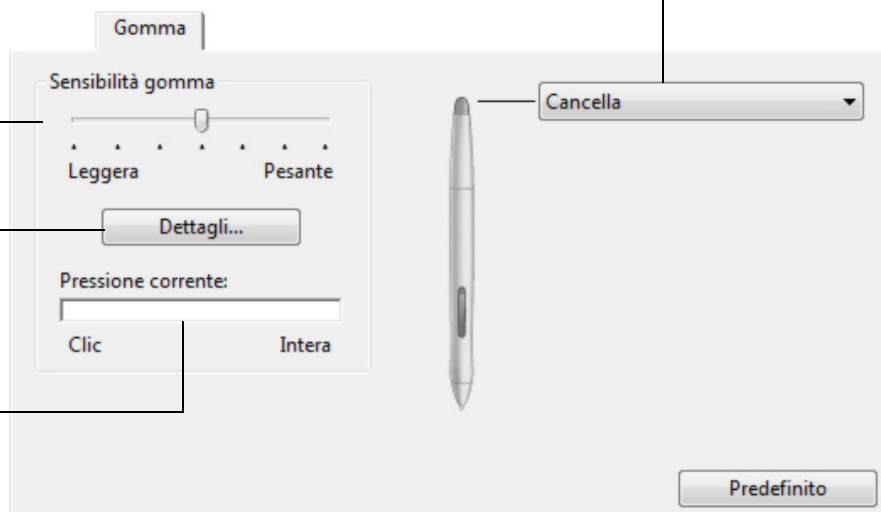 Gomma
Sensibilità gomma
Cancella
Leggera Pesante
Dettagli...
Pressione corrente:
Clic Intera
Predefinito